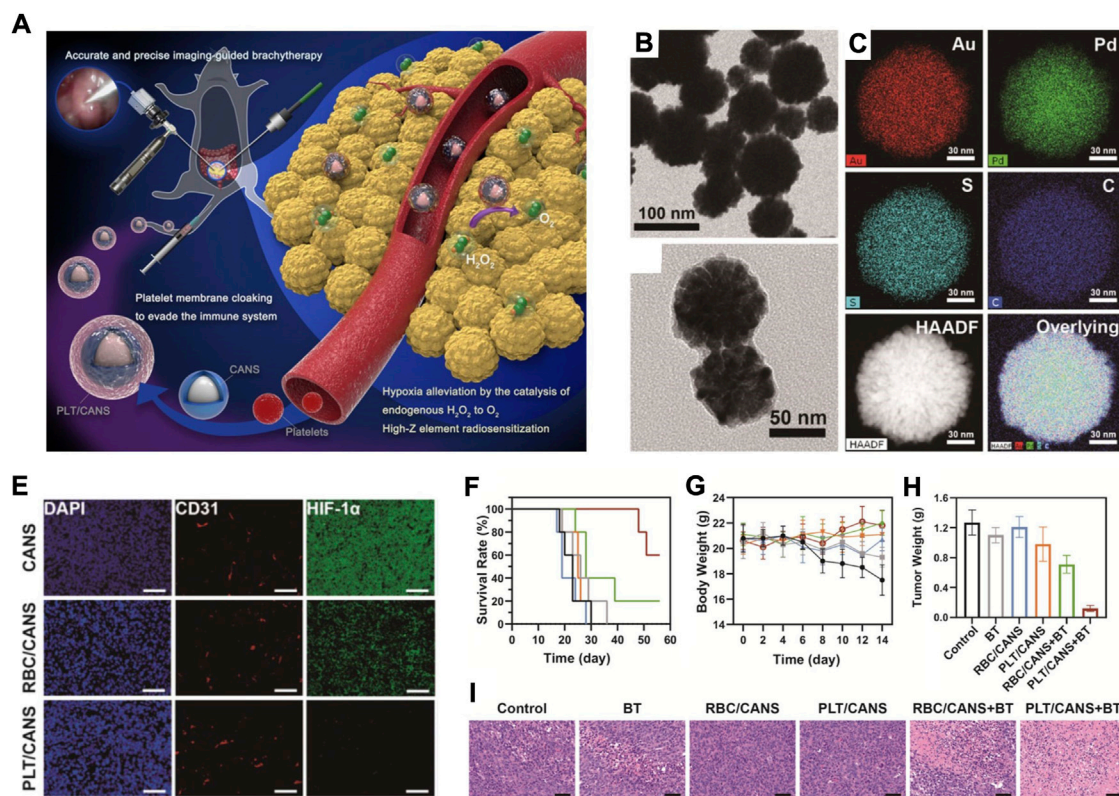 A
Accurate and precise imaging-guided brachytherapy
O₂
H₂O₂
Platelet membrane cloaking
to evade the immune system
CANS
PLT/CANS
Platelets
Hypoxia alleviation by the catalysis of
endogenous H₂O₂ to O₂
High-Z element radiosensitization
B
100 nm
50 nm
C
Au
Au
30 nm
Pd
Pd
30 nm
S
S
30 nm
C
C
30 nm
HAADF
HAADF
30 nm
Overlying
HAADF Au Pd S C
30 nm
E
DAPI
CD31
HIF-1α
CANS
RBC/CANS
PLT/CANS
F
Survival Rate (%)
100
80
60
40
20
0
0 10 20 30 40 50 60
Time (day)
G
Body Weight (g)
24
22
20
18
16
14
0 2 4 6 8 10 12 14
Time (day)
H
Tumor Weight (g)
1.6
1.2
0.8
0.4
0.0
Control
BT
RBC/CANS
PLT/CANS
RBC/CANS+BT
PLT/CANS+BT
I
Control
BT
RBC/CANS
PLT/CANS
RBC/CANS+BT
PLT/CANS+BT